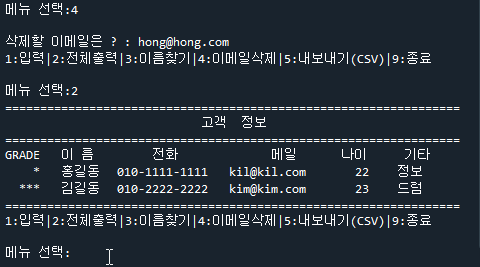 메뉴 선택:4
삭제할 이메일은 ? : hong@hong.com
1:입력|2:전체출력|3:이름찾기|4:이메일삭제|5:내보내기(CSV)|9:종료
메뉴 선택:2
=================================================================
고객 정보
=================================================================
GRADE 이 름 전화 메일 나이 기타
* 홍길동 010-1111-1111 kil@kil.com 22 정보
*** 김길동 010-2222-2222 kim@kim.com 23 드럼
=================================================================
1:입력|2:전체출력|3:이름찾기|4:이메일삭제|5:내보내기(CSV)|9:종료
메뉴 선택: